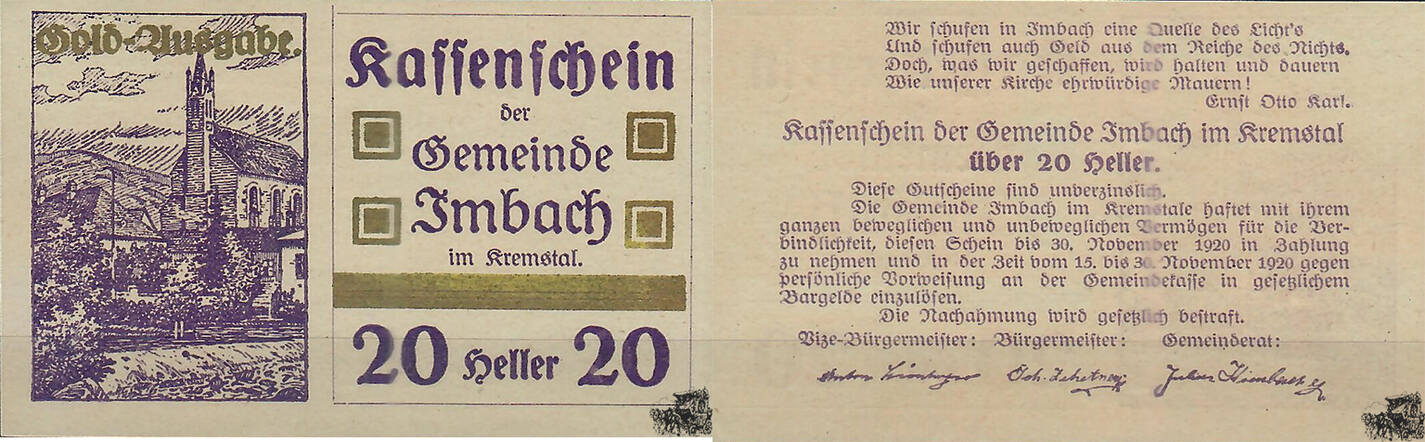 Gold-Ausgabe.
Kassenschein
der
Gemeinde
Imbach
im Kremstal.
20 Heller 20
Wir schufen in Imbach eine Quelle des Licht's
Und schufen auch Geld aus dem Reiche des Nichts.
Doch, was wir geschaffen, wird halten und dauern
Wie unserer Kirche ehrwürdige Mauern!
Ernst Otto Karl.
Kassenschein der Gemeinde Imbach im Kremstal
über 20 Heller.
Diese Gutscheine sind unverzinslich.
Die Gemeinde Imbach im Kremstale haftet mit ihrem
ganzen beweglichen und unbeweglichen Vermögen für die Ver-
bindlichkeit, diesen Schein bis 30. November 1920 in Zahlung
zu nehmen und in der Zeit vom 15. bis 30. November 1920 gegen
persönliche Vorweisung an der Gemeindekasse in gesetzlichem
Bargelde einzulösen.
Die Nachahmung wird gesetzlich bestraft.
Vize-Bürgermeister: Bürgermeister: Gemeinderat: